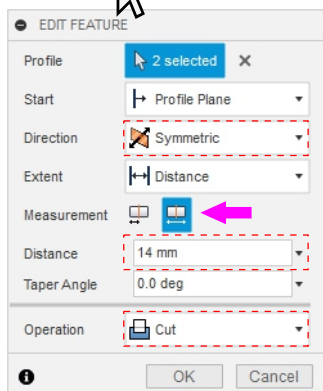 EDIT FEATURE
Profile 2 selected
Start Profile Plane
Direction Symmetric
Extent Distance
Measurement
Distance 14 mm
Taper Angle 0.0 deg
Operation Cut
OK Cancel